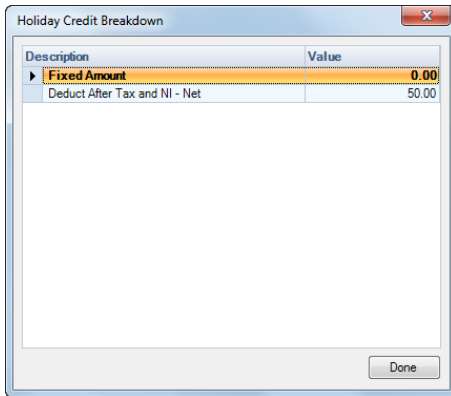 Holiday Credit Breakdown
Description Value
Fixed Amount 0.00
Deduct After Tax and NI - Net 50.00
Done